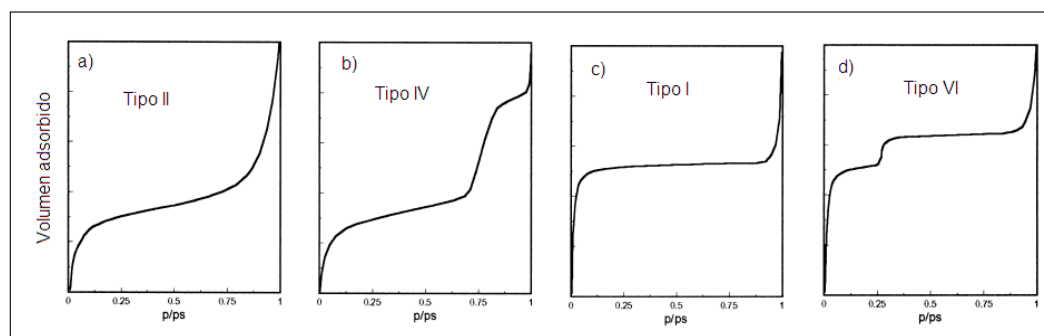 a)
Tipo II
b)
Tipo IV
c)
Tipo I
d)
Tipo VI
Volumen adsorbido
0 0.25 0.5 0.75 1
p/ps
0 0.25 0.5 0.75 1
p/ps
0 0.25 0.5 0.75 1
p/ps
0 0.25 0.5 0.75 1
p/ps